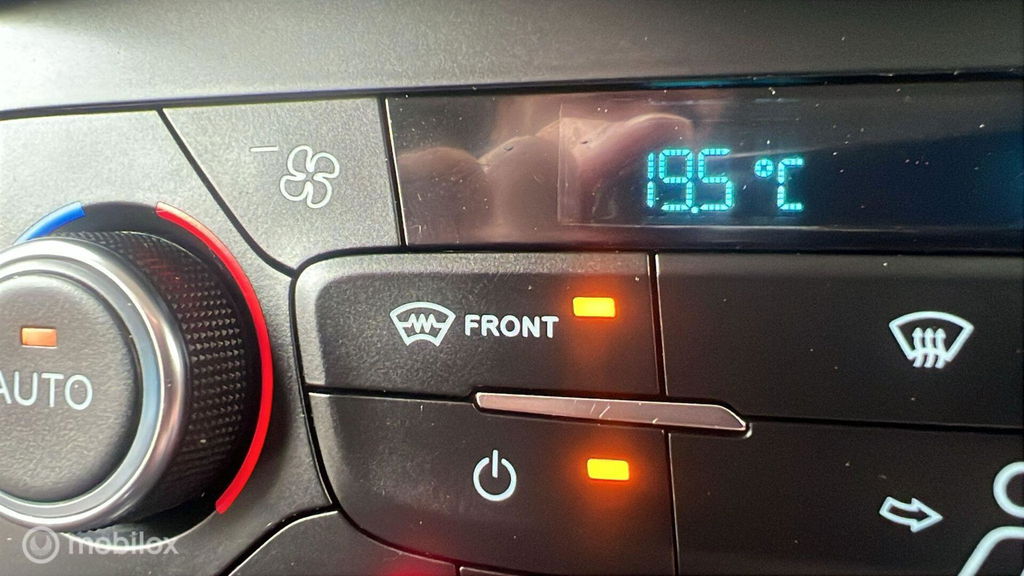 19.5 °C
FRONT
AUTO
mobilox